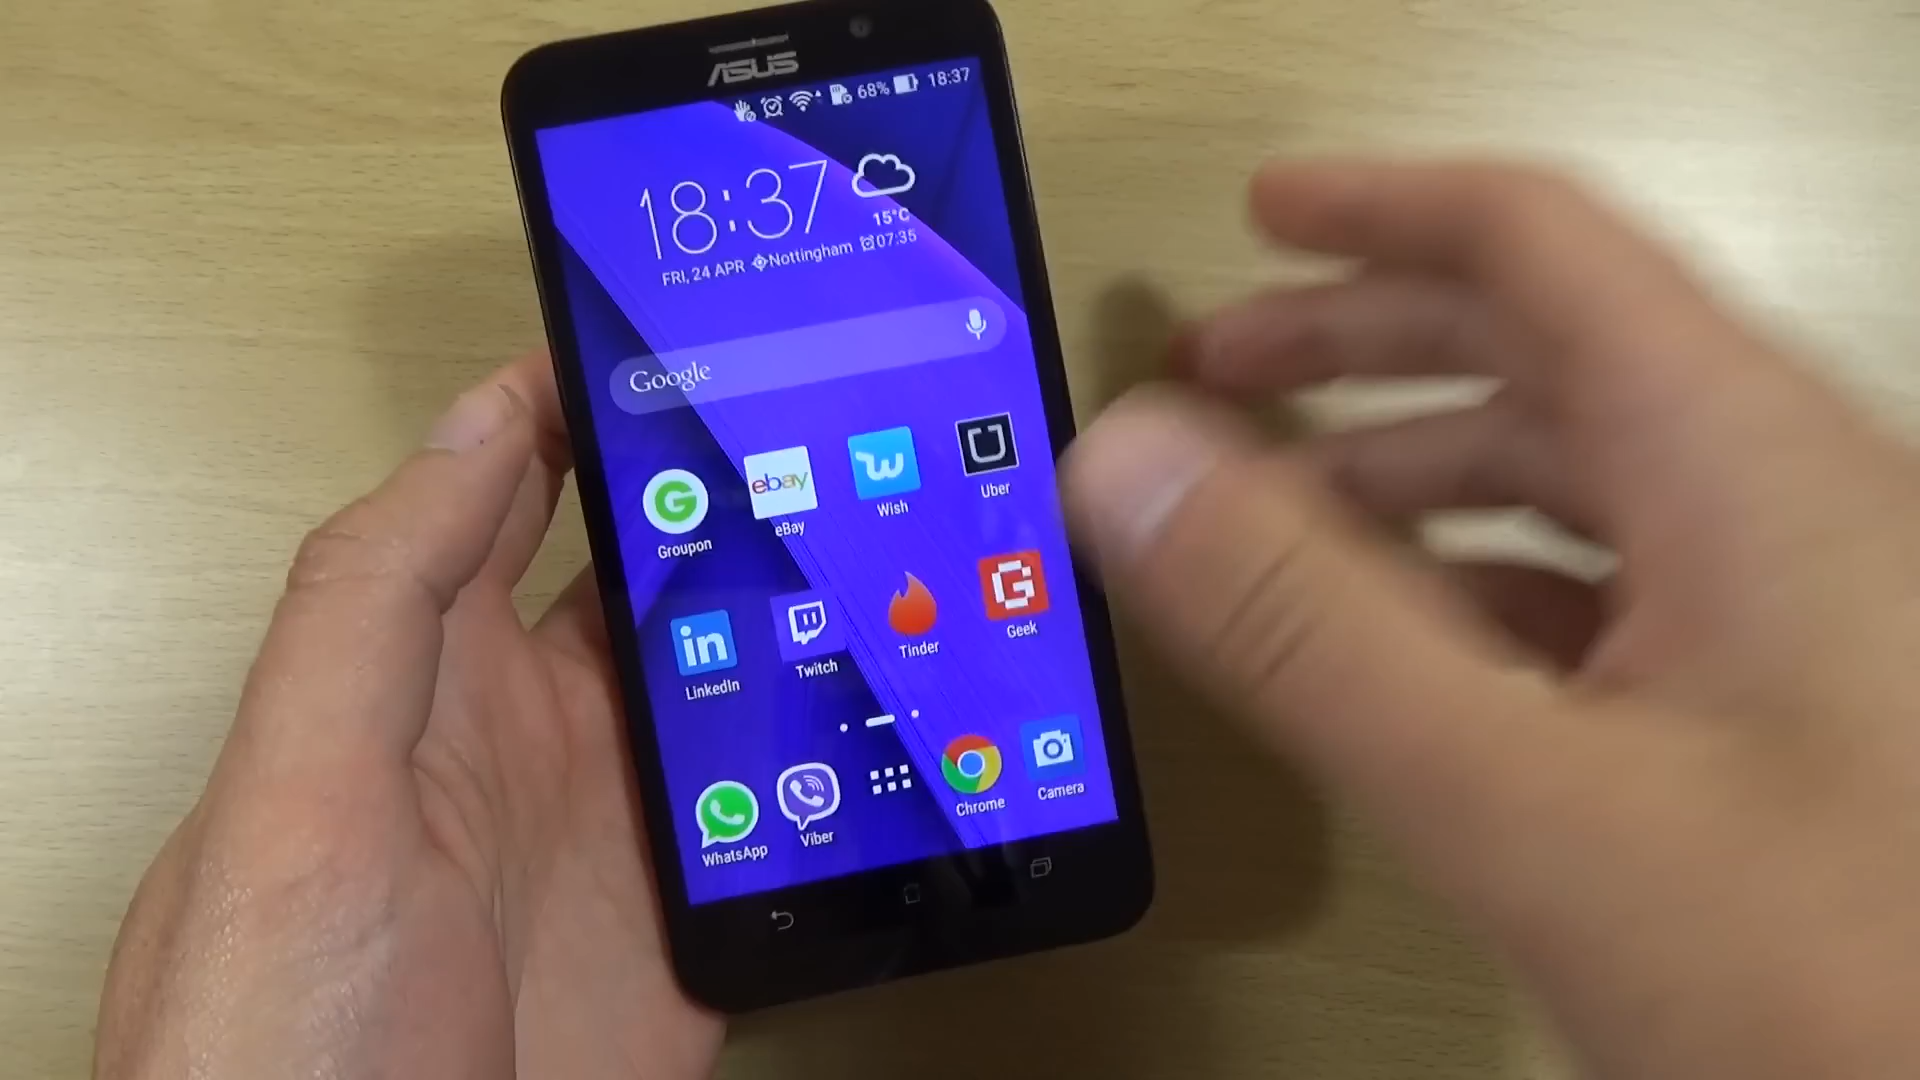 ASUS
68% 18:37
18:37
15°C
FRI, 24 APR Nottingham 07:35
Google
G
ebay
w
Groupon
eBay
Wish
Uber
in
G
LinkedIn
Twitch
Tinder
Geek
WhatsApp
Viber
Chrome
Camera